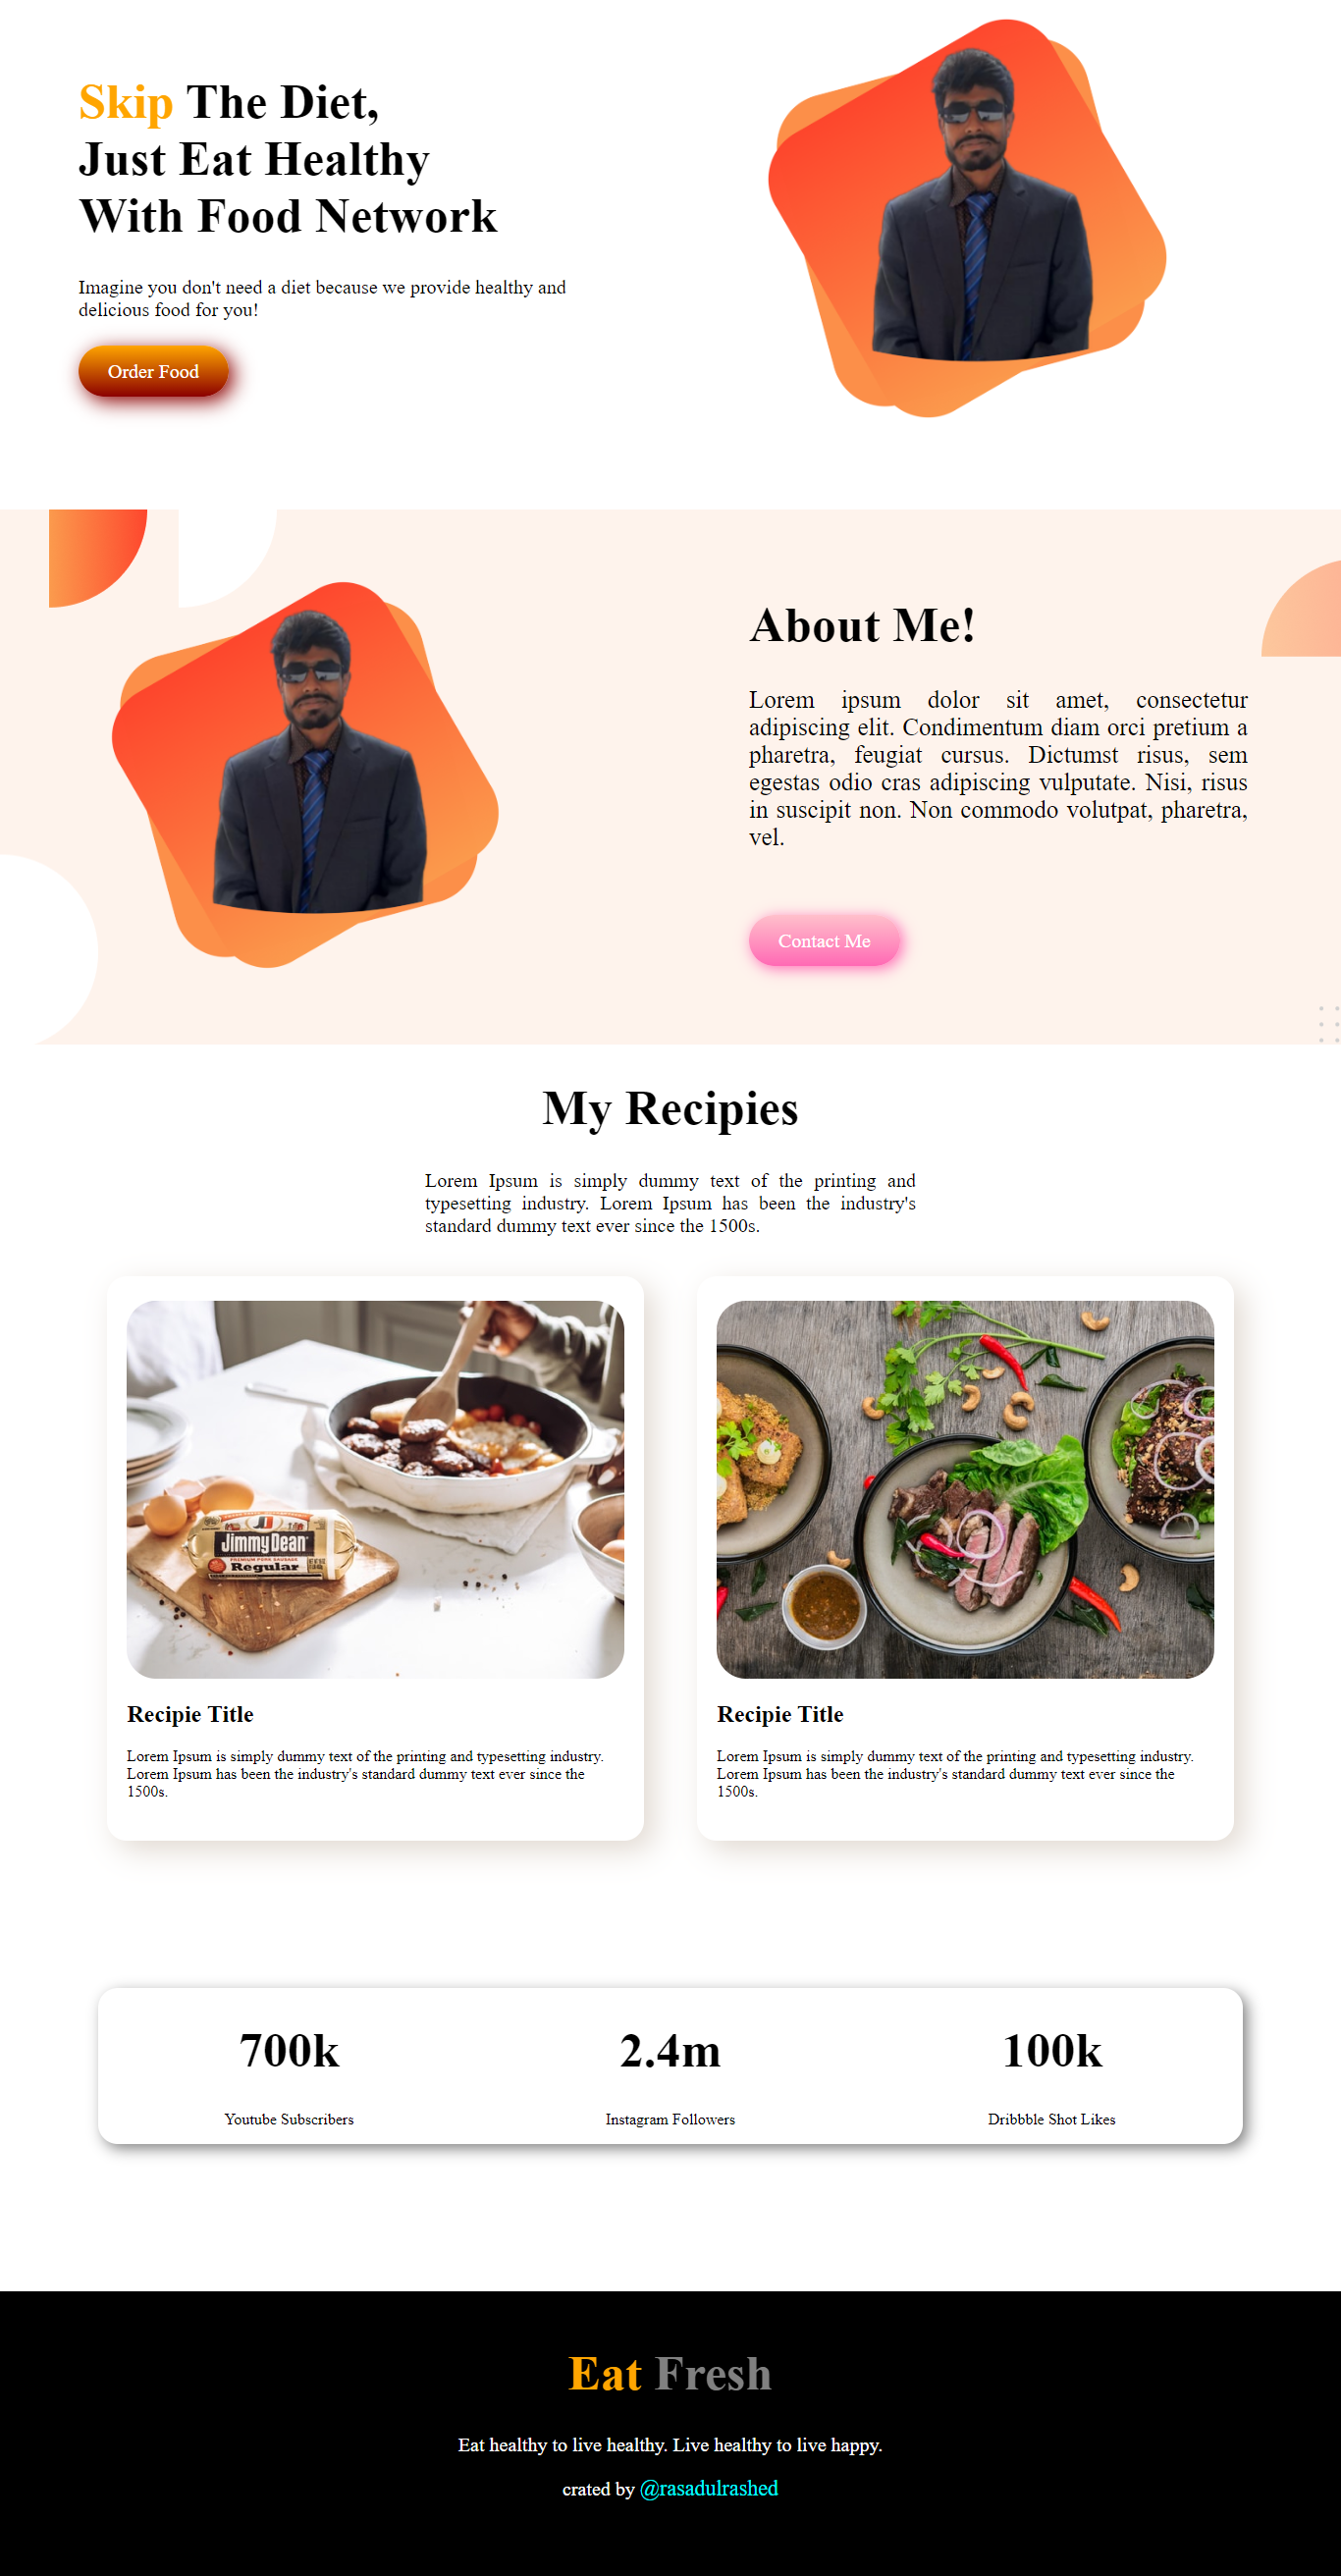 Skip The Diet,
Just Eat Healthy
With Food Network
Imagine you don't need a diet because we provide healthy and
delicious food for you!
Order Food
About Me!
Lorem ipsum dolor sit amet, consectetur
adipiscing elit. Condimentum diam orci pretium a
pharetra, feugiat cursus. Dictumst risus, sem
egestas odio cras adipiscing vulputate. Nisi, risus
in suscipit non. Non commodo volutpat, pharetra,
vel.
Contact Me
My Recipies
Lorem Ipsum is simply dummy text of the printing and
typesetting industry. Lorem Ipsum has been the industry's
standard dummy text ever since the 1500s.
Jimmy Dean
PREMIUM PORK SAUSAGE
Regular
Recipie Title
Lorem Ipsum is simply dummy text of the printing and typesetting industry.
Lorem Ipsum has been the industry's standard dummy text ever since the
1500s.
Recipie Title
Lorem Ipsum is simply dummy text of the printing and typesetting industry.
Lorem Ipsum has been the industry's standard dummy text ever since the
1500s.
700k
Youtube Subscribers
2.4m
Instagram Followers
100k
Dribbble Shot Likes
Eat Fresh
Eat healthy to live healthy. Live healthy to live happy.
crated by @rasadulrashed